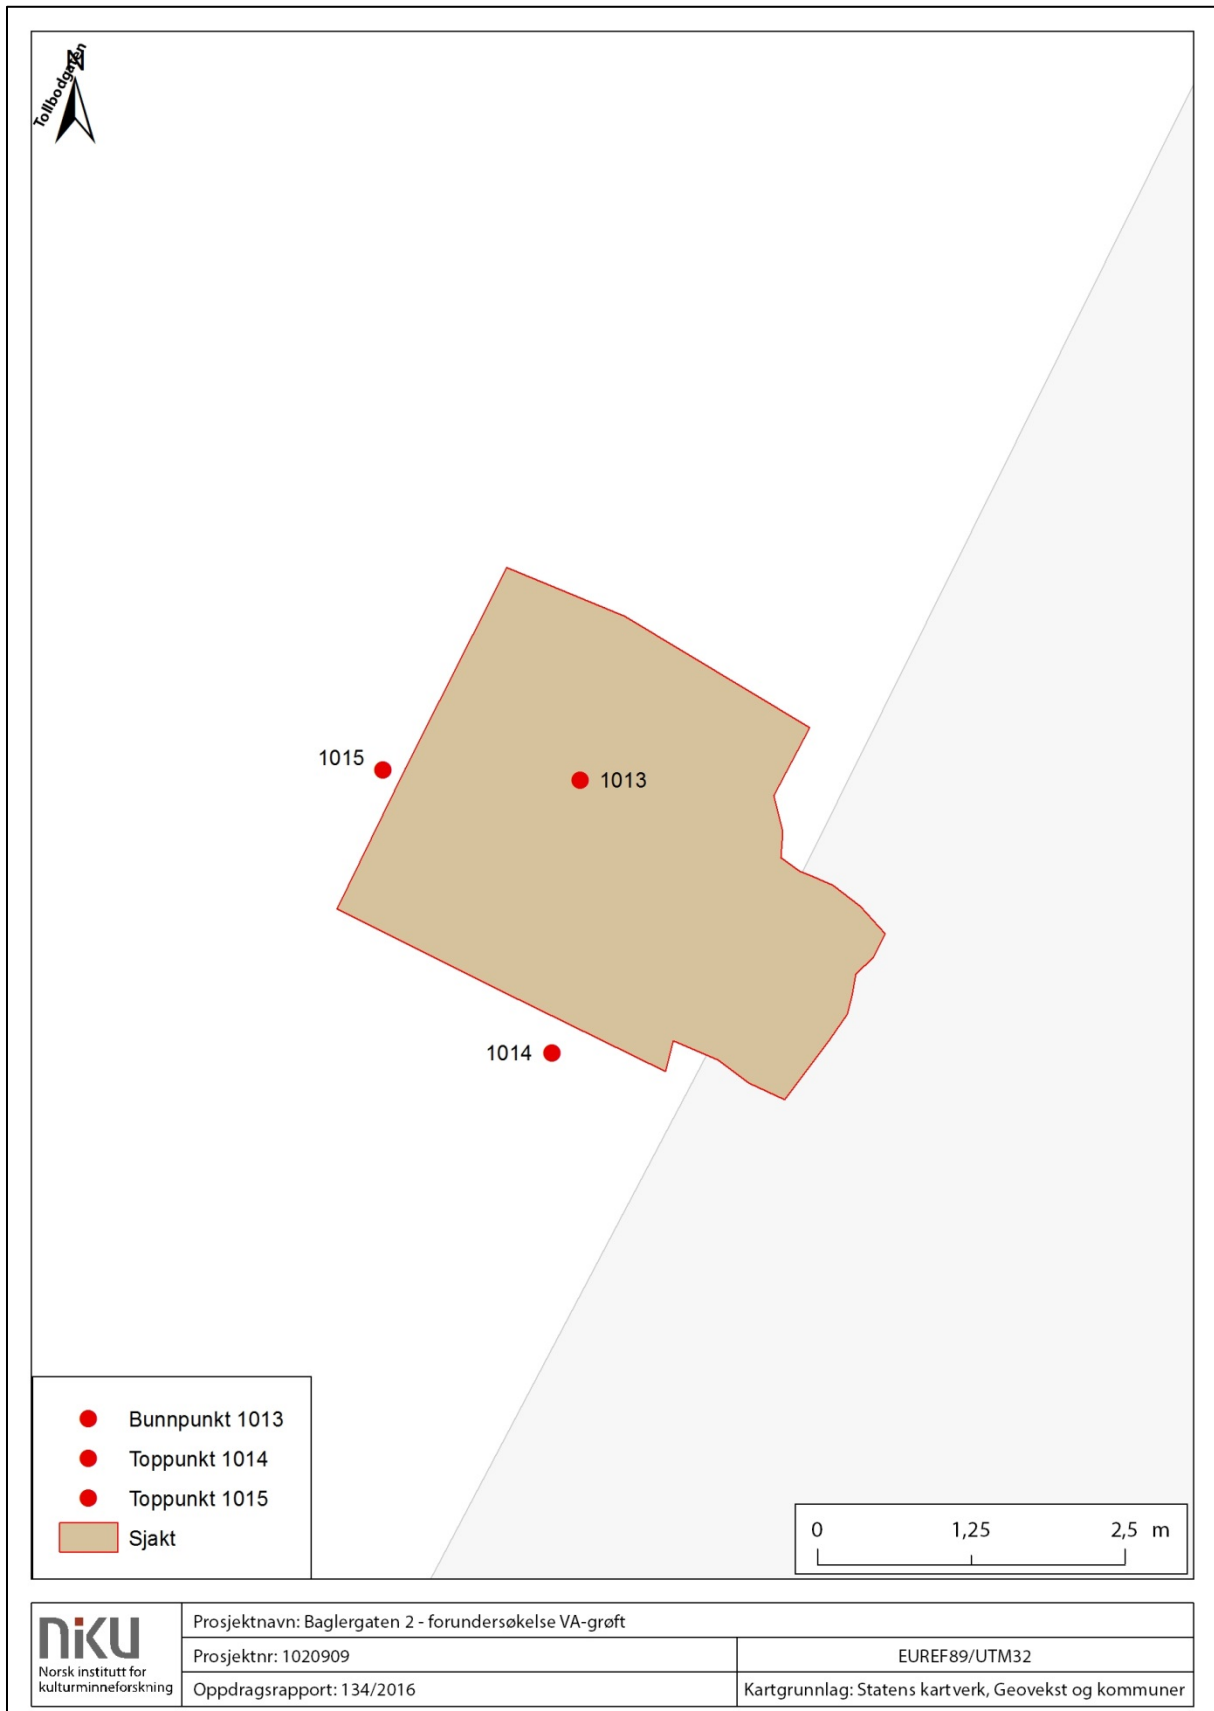 N
Tollbodgaten
1015
1013
1014
Bunnpunkt 1013
Toppunkt 1014
Toppunkt 1015
Sjakt
0 1,25 2,5 m
niku
Norsk institutt for
kulturminneforskning
Prosjektnavn: Baglergaten 2 - forundersøkelse VA-grøft
Prosjektnr: 1020909
EUREF89/UTM32
Oppdragsrapport: 134/2016
Kartgrunnlag: Statens kartverk, Geovekst og kommuner